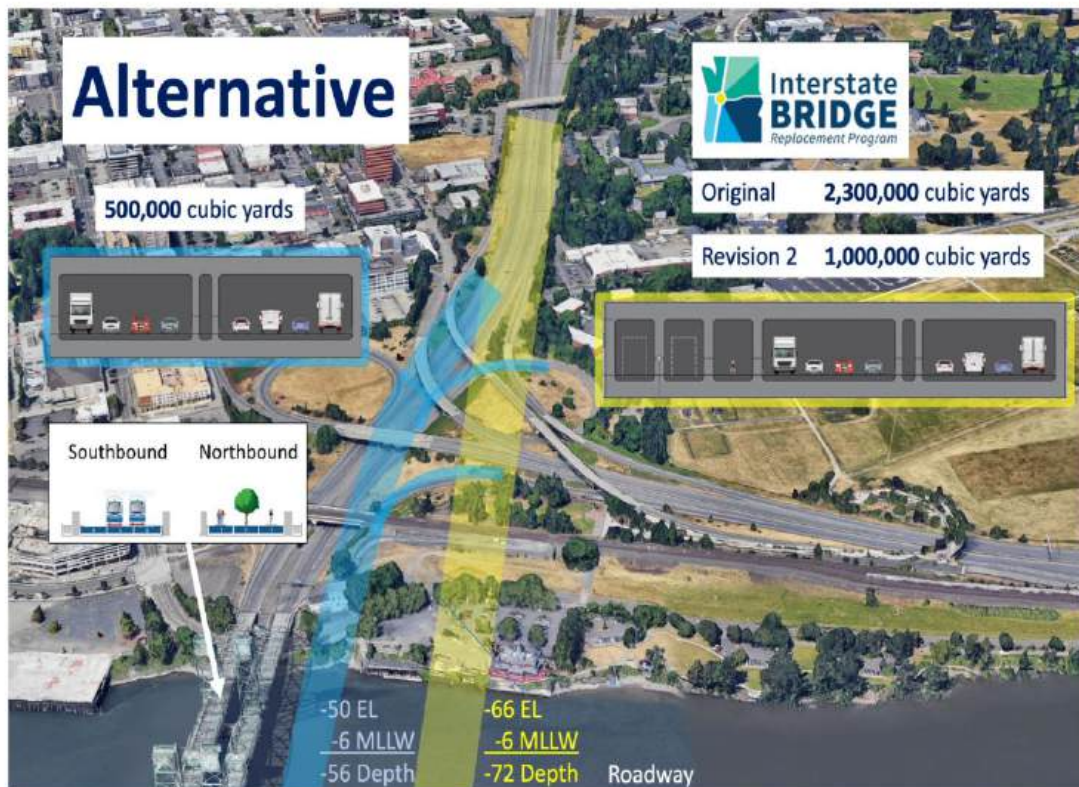 Alternative
500,000 cubic yards
Interstate
BRIDGE
Replacement Program
Original 2,300,000 cubic yards
Revision 2 1,000,000 cubic yards
Southbound Northbound
-50 EL
-6 MLLW
-56 Depth
-66 EL
-6 MLLW
-72 Depth
Roadway